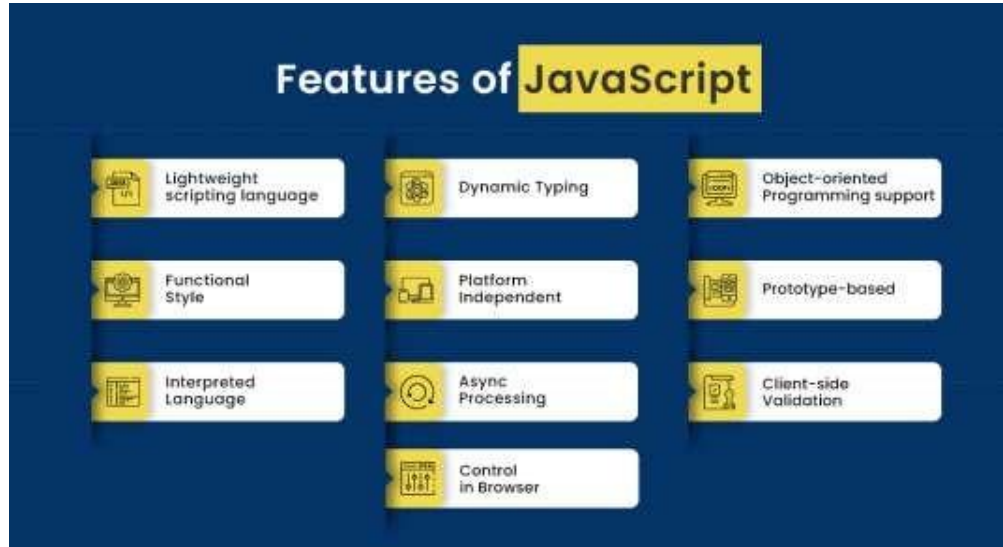 Features of JavaScript
Lightweight
scripting language
Dynamic Typing
Object-oriented
Programming support
Functional
Style
Platform
Independent
Prototype-based
Interpreted
Language
Async
Processing
Client-side
Validation
Control
in Browser